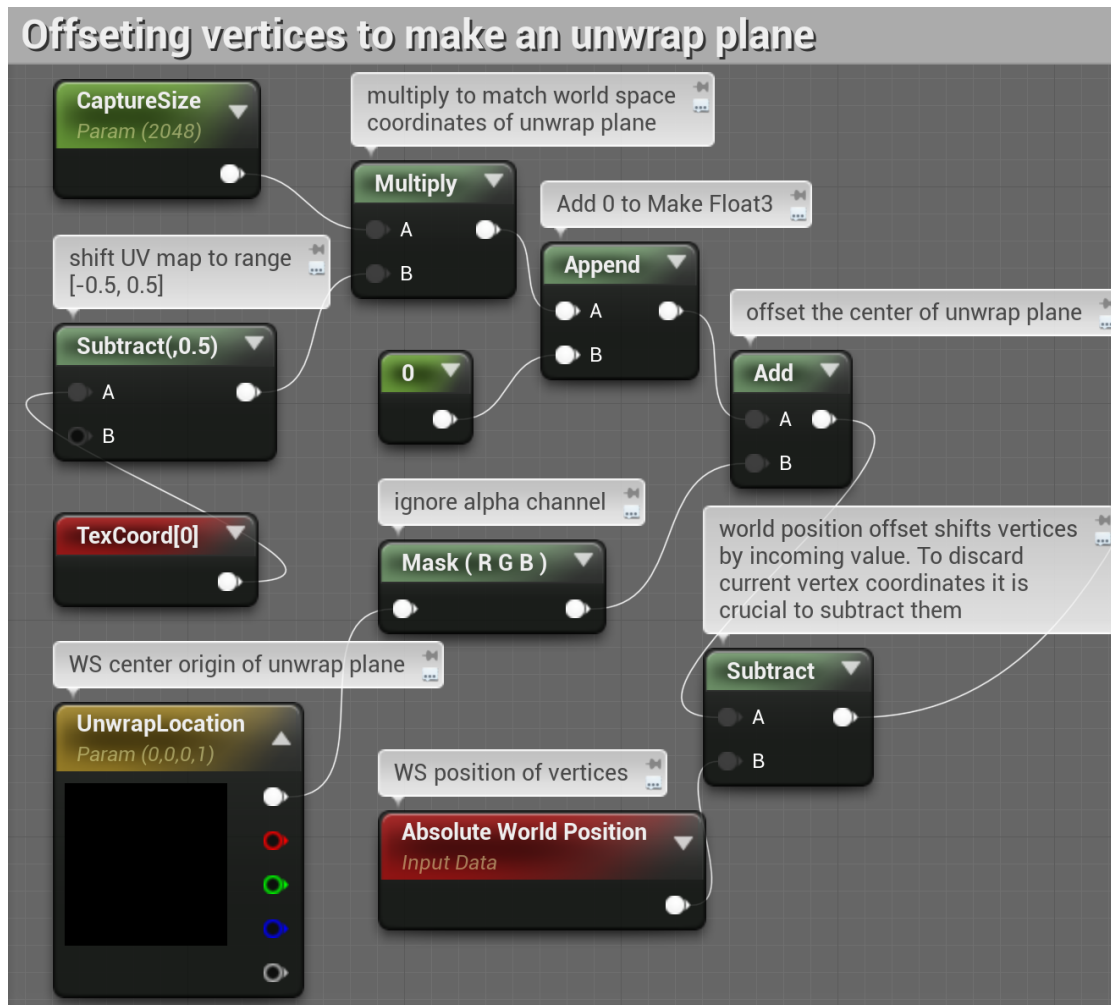 Offsetting vertices to make an unwrap plane
CaptureSize
Param (2048)
multiply to match world space
coordinates of unwrap plane
Multiply
A
B
Add 0 to Make Float3
Append
A
B
shift UV map to range
[-0.5, 0.5]
Subtract(,0.5)
A
B
0
offset the center of unwrap plane
Add
A
B
TexCoord[0]
ignore alpha channel
Mask ( R G B )
world position offset shifts vertices
by incoming value. To discard
current vertex coordinates it is
crucial to subtract them
Subtract
A
B
WS center origin of unwrap plane
UnwrapLocation
Param (0,0,0,1)
WS position of vertices
Absolute World Position
Input Data